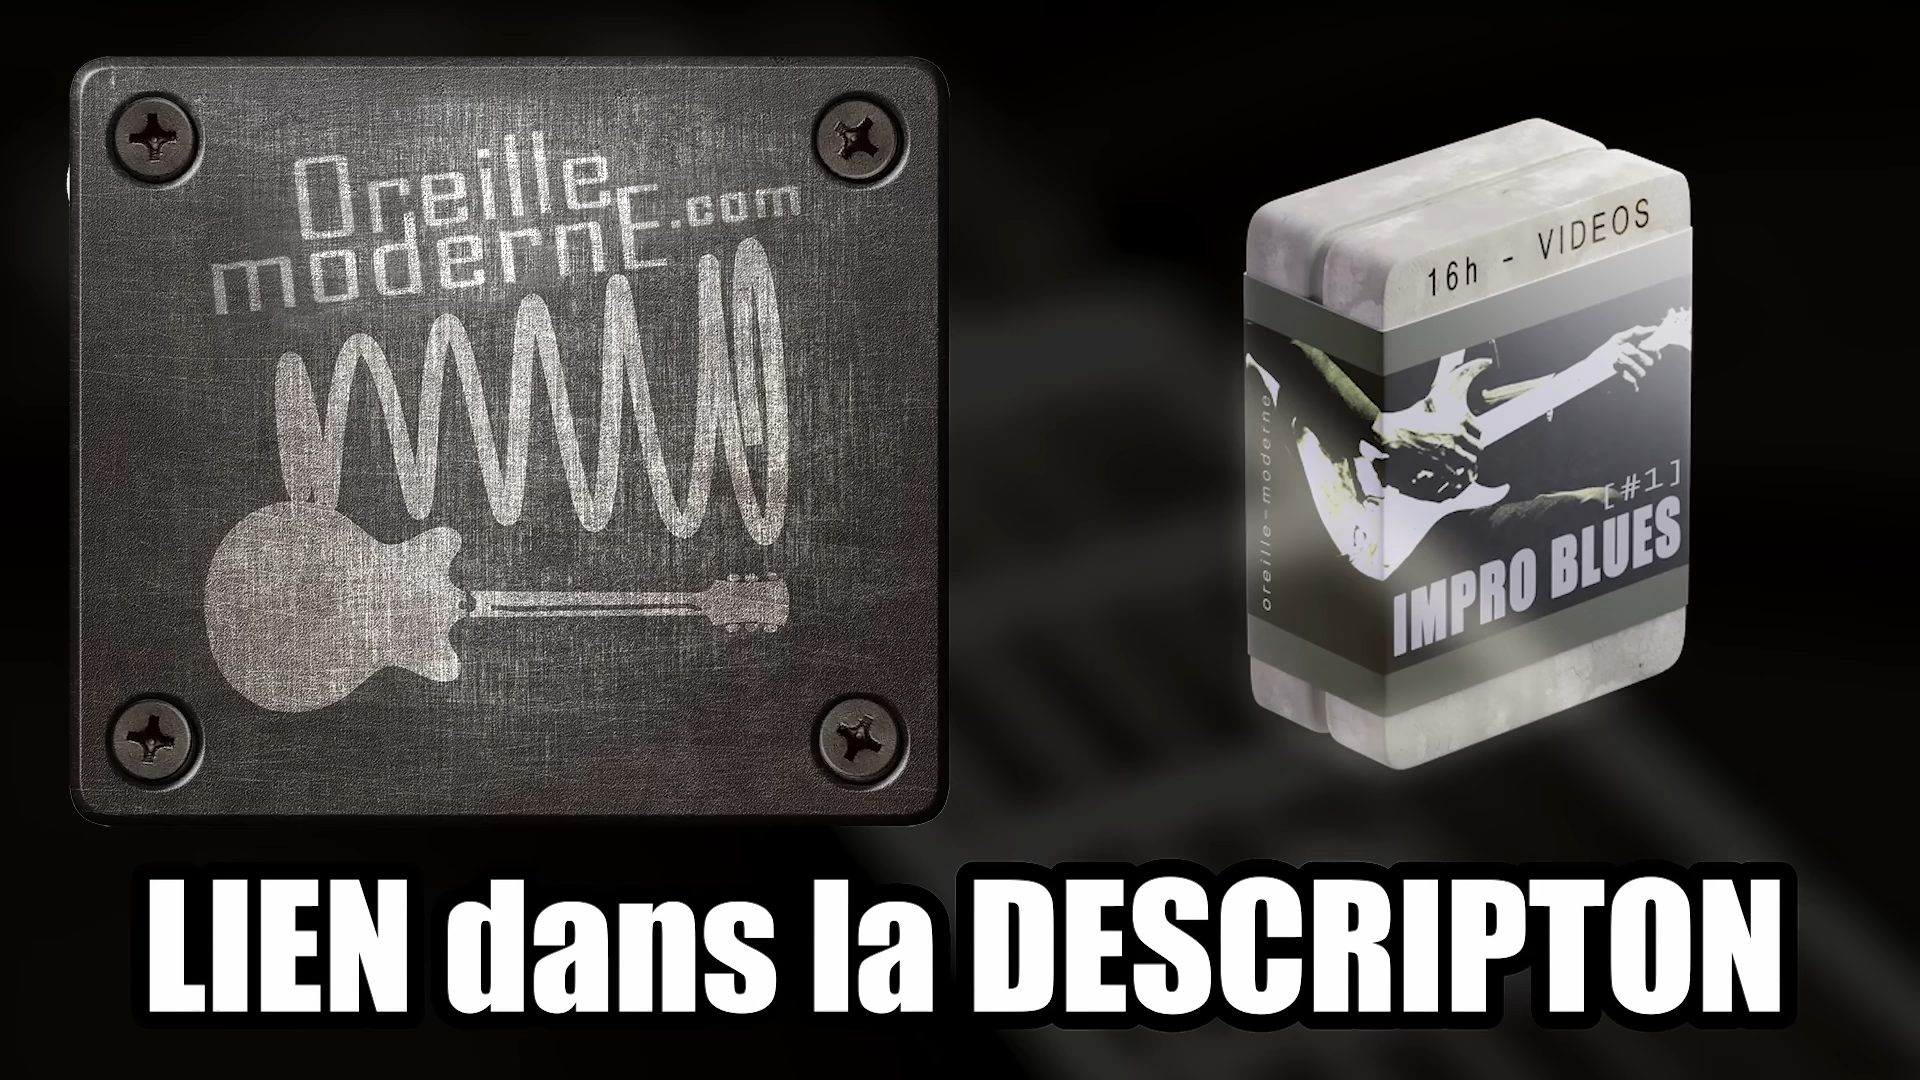 Oreille
modernE.com
16h - VIDEOS
oreille-moderne
[#1]
IMPRO BLUES
LIEN dans la DESCRIPTON